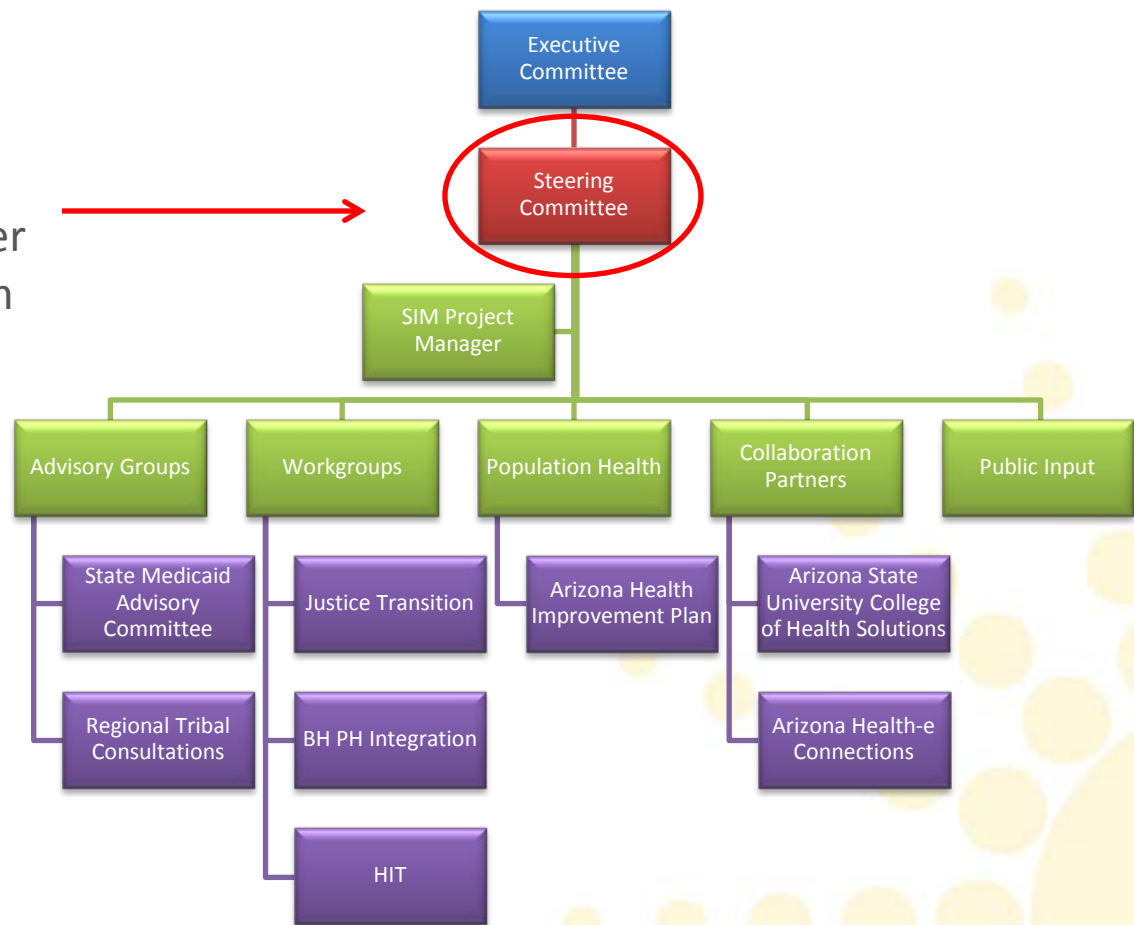 Executive
Committee
Steering
Committee
SIM Project
Manager
Advisory Groups
Workgroups
Population Health
Collaboration
Partners
Public Input
State Medicaid
Advisory
Committee
Justice Transition
Arizona Health
Improvement Plan
Arizona State
University College
of Health Solutions
Regional Tribal
Consultations
BH PH Integration
Arizona Health-e
Connections
HIT